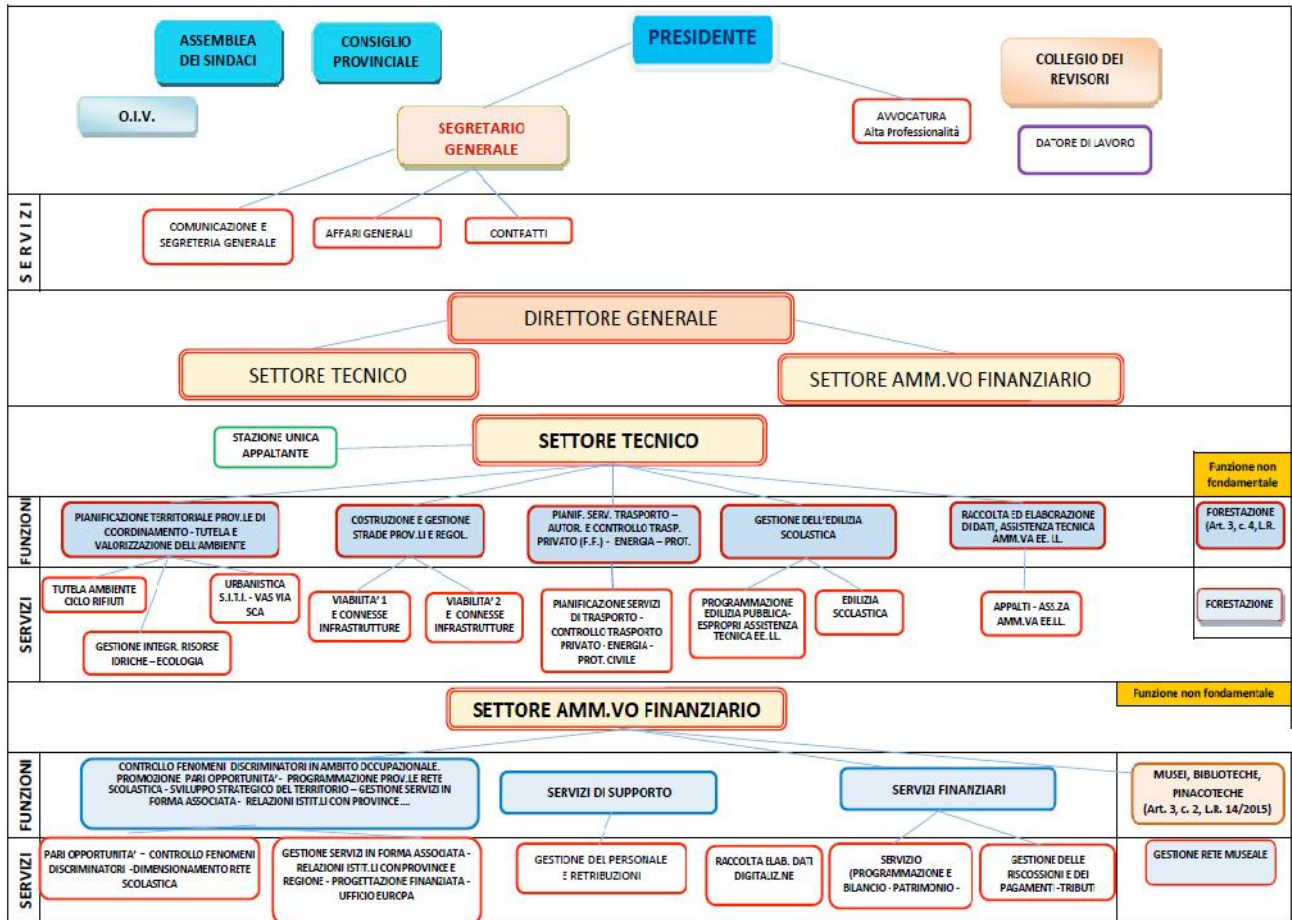 ASSEMBLEA
DEI SINDACI
CONSIGLIO
PROVINCIALE
PRESIDENTE
COLLEGIO DEI
REVISORI
O.I.V.
SEGRETARIO
GENERALE
AVVOCATURA
Alta Professionalità
DATORE DI LAVORO
SERVIZI
COMUNICAZIONE E
SEGRETERIA GENERALE
AFFARI GENERALI
CONTRATTI
DIRETTORE GENERALE
SETTORE TECNICO
SETTORE AMM.VO FINANZIARIO
STAZIONE UNICA
APPALTANTE
SETTORE TECNICO
Funzione non
fondamentale
FUNZIONI
PIANIFICAZIONE TERRITORIALE PROV.LE DI
COORDINAMENTO - TUTELA E
VALORIZZAZIONE DELL'AMBIENTE
COSTRUZIONE E GESTIONE
STRADE PROV.LI E REGOL.
PIANIF. SERV. TRASPORTO –
AUTOR. E CONTROLLO TRASP.
PRIVATO (F.F.) - ENERGIA – PROT.
GESTIONE DELL'EDILIZIA
SCOLASTICA
RACCOLTA ED ELABORAZIONE
DI DATI, ASSISTENZA TECNICA
AMM.VA EE. LL.
FORESTAZIONE
(Art. 3, c. 4, L.R.
SERVIZI
TUTELA AMBIENTE
CICLO RIFIUTI
URBANISTICA
S.I.T.I. - VAS VIA
SCA
GESTIONE INTEGR. RISORSE
IDRICHE – ECOLOGIA
VIABILITA' 1
E CONNESSE
INFRASTRUTTURE
VIABILITA' 2
E CONNESSE
INFRASTRUTTURE
PIANIFICAZIONE SERVIZI
DI TRASPORTO -
CONTROLLO TRASPORTO
PRIVATO - ENERGIA -
PROT. CIVILE
PROGRAMMAZIONE
EDILIZIA PUBBLICA-
ESPROPRI ASSISTENZA
TECNICA EE. LL.
EDILIZIA
SCOLASTICA
APPALTI - ASS.ZA
AMM.VA EE.LL.
FORESTAZIONE
SETTORE AMM.VO FINANZIARIO
Funzione non fondamentale
FUNZIONI
CONTROLLO FENOMENI DISCRIMINATORI IN AMBITO OCCUPAZIONALE.
PROMOZIONE PARI OPPORTUNITA' - PROGRAMMAZIONE PROV.LE RETE
SCOLASTICA - SVILUPPO STRATEGICO DEL TERRITORIO – GESTIONE SERVIZI IN
FORMA ASSOCIATA - RELAZIONI ISTIT.LI CON PROVINCE ....
SERVIZI DI SUPPORTO
SERVIZI FINANZIARI
MUSEI, BIBLIOTECHE,
PINACOTECHE
(Art. 3, c. 2, L.R. 14/2015)
SERVIZI
PARI OPPORTUNITA' – CONTROLLO FENOMENI
DISCRIMINATORI -DIMENSIONAMENTO RETE
SCOLASTICA
GESTIONE SERVIZI IN FORMA ASSOCIATA -
RELAZIONI ISTIT.LI CON PROVINCE E
REGIONE - PROGETTAZIONE FINANZIATA -
UFFICIO EUROPA
GESTIONE DEL PERSONALE
E RETRIBUZIONI
RACCOLTA ELAB. DATI
DIGITALIZ.NE
SERVIZIO
(PROGRAMMAZIONE E
BILANCIO - PATRIMONIO -
GESTIONE DELLE
RISCOSSIONI E DEI
PAGAMENTI -TRIBUTI
GESTIONE RETE MUSEALE